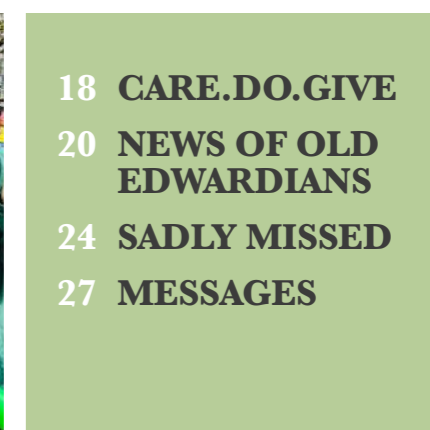 18 CARE.DO.GIVE
20 NEWS OF OLD
EDWARDIANS
24 SADLY MISSED
27 MESSAGES